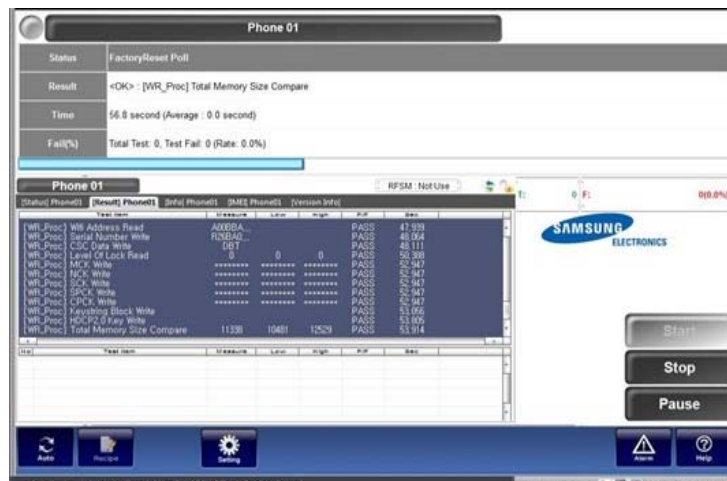 Phone 01
Status FactoryReset Poll
Result <OK> : [WR_Proc] Total Memory Size Compare
Time 56.8 second (Average : 0.0 second)
Fail(%) Total Test: 0, Test Fail: 0 (Rate: 0.0%)
Phone 01 RFSM : Not Use T: 0 F: 0(0.0%)
[Status] Phone01 [Result] Phone01 [Info] Phone01 [IMEI] Phone01 [Version Info]
Test Item Measure Low High P/F Sec
[WR_Proc] Wifi Address Read A00BBA... PASS 47,939
[WR_Proc] Serial Number Write PASS 48,064
[WR_Proc] CSC Data Write DBT PASS 48,111
[WR_Proc] Level Of Lock Read 0 0 0 PASS 50,388
[WR_Proc] MCK Write ******** ******** ******** PASS 52,947
[WR_Proc] NCK Write ******** ******** ******** PASS 52,947
[WR_Proc] SCK Write ******** ******** ******** PASS 52,947
[WR_Proc] SPCK Write ******** ******** ******** PASS 52,947
[WR_Proc] CPCK Write ******** ******** ******** PASS 52,947
[WR_Proc] Keystring Block Write PASS 53,056
[WR_Proc] HDCP2.0 Key Write PASS 53,805
[WR_Proc] Total Memory Size Compare 11338 10481 12529 PASS 53,914
No Test Item Measure Low High P/F Sec
SAMSUNG
ELECTRONICS
Start
Stop
Pause
Auto Recipe Setting Alarm Help